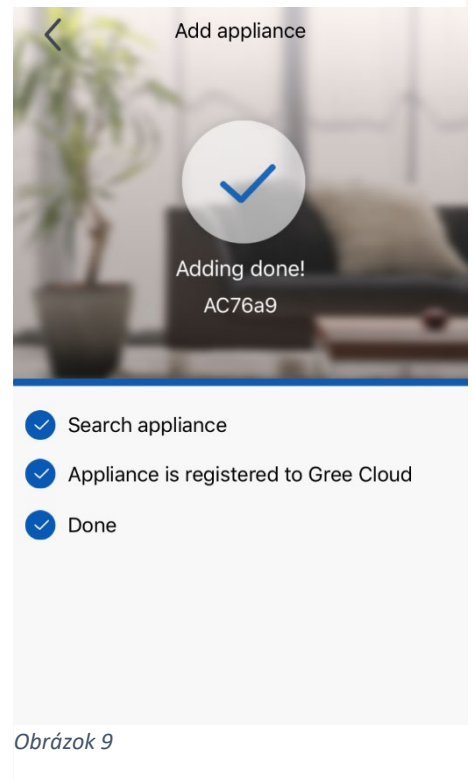 Add appliance
Adding done!
AC76a9
Search appliance
Appliance is registered to Gree Cloud
Done
Obrázok 9